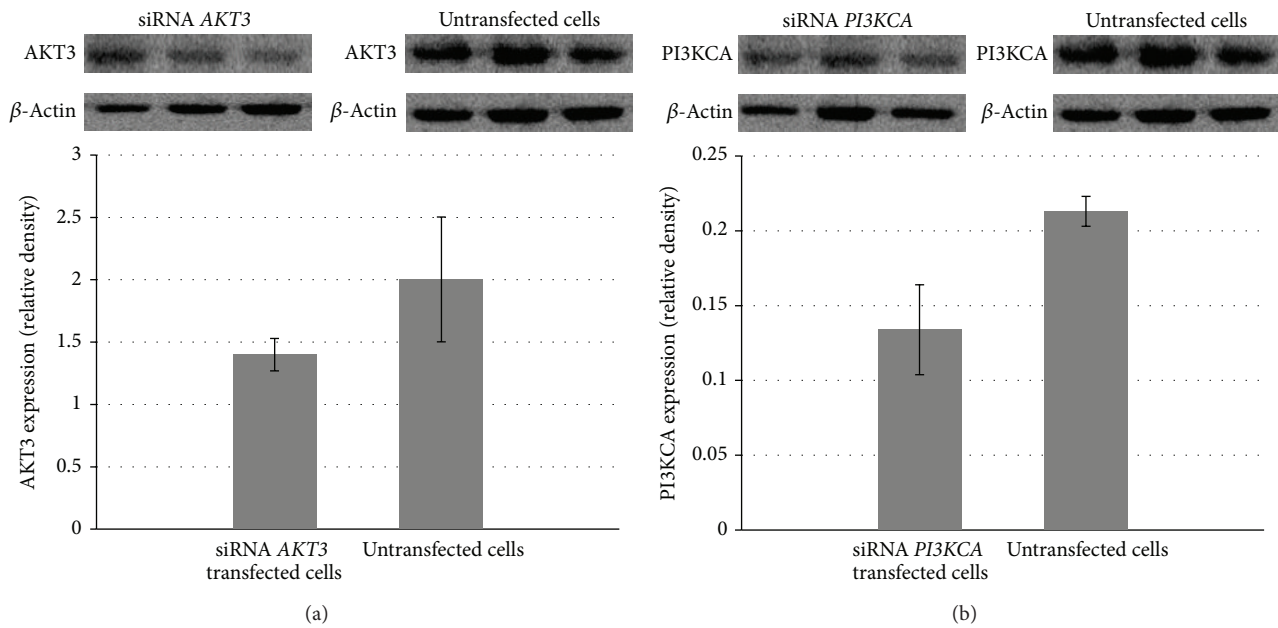 siRNA AKT3
Untransfected cells
AKT3
AKT3
β-Actin
β-Actin
3
2.5
2
1.5
1
0.5
0
AKT3 expression (relative density)
siRNA AKT3
transfected cells
Untransfected cells
(a)
siRNA PI3KCA
Untransfected cells
PI3KCA
PI3KCA
β-Actin
β-Actin
0.25
0.2
0.15
0.1
0.05
0
PI3KCA expression (relative density)
siRNA PI3KCA
transfected cells
Untransfected cells
(b)